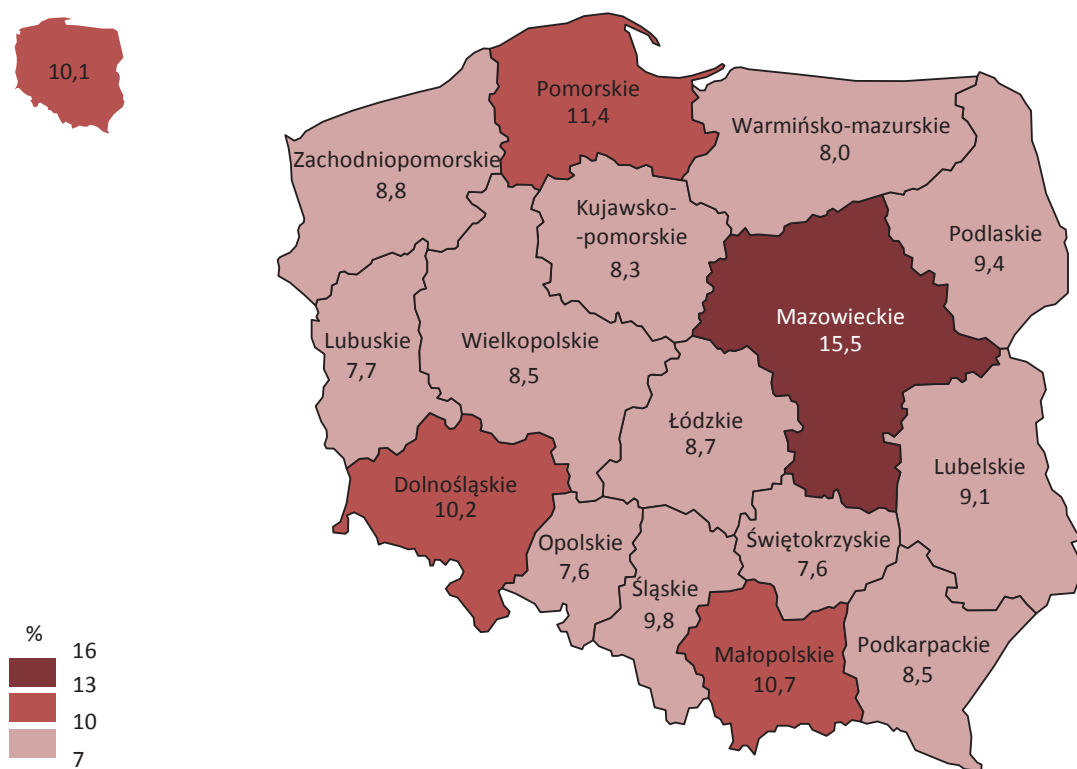 10,1
Pomorskie
11,4
Warmińsko-mazurskie
8,0
Zachodniopomorskie
8,8
Kujawsko-
-pomorskie
8,3
Podlaskie
9,4
Mazowieckie
15,5
Lubuskie
7,7
Wielkopolskie
8,5
Łódzkie
8,7
Lubelskie
9,1
Dolnośląskie
10,2
Opolskie
7,6
Świętokrzyskie
7,6
Śląskie
9,8
Małopolskie
10,7
Podkarpackie
8,5
%
16
13
10
7